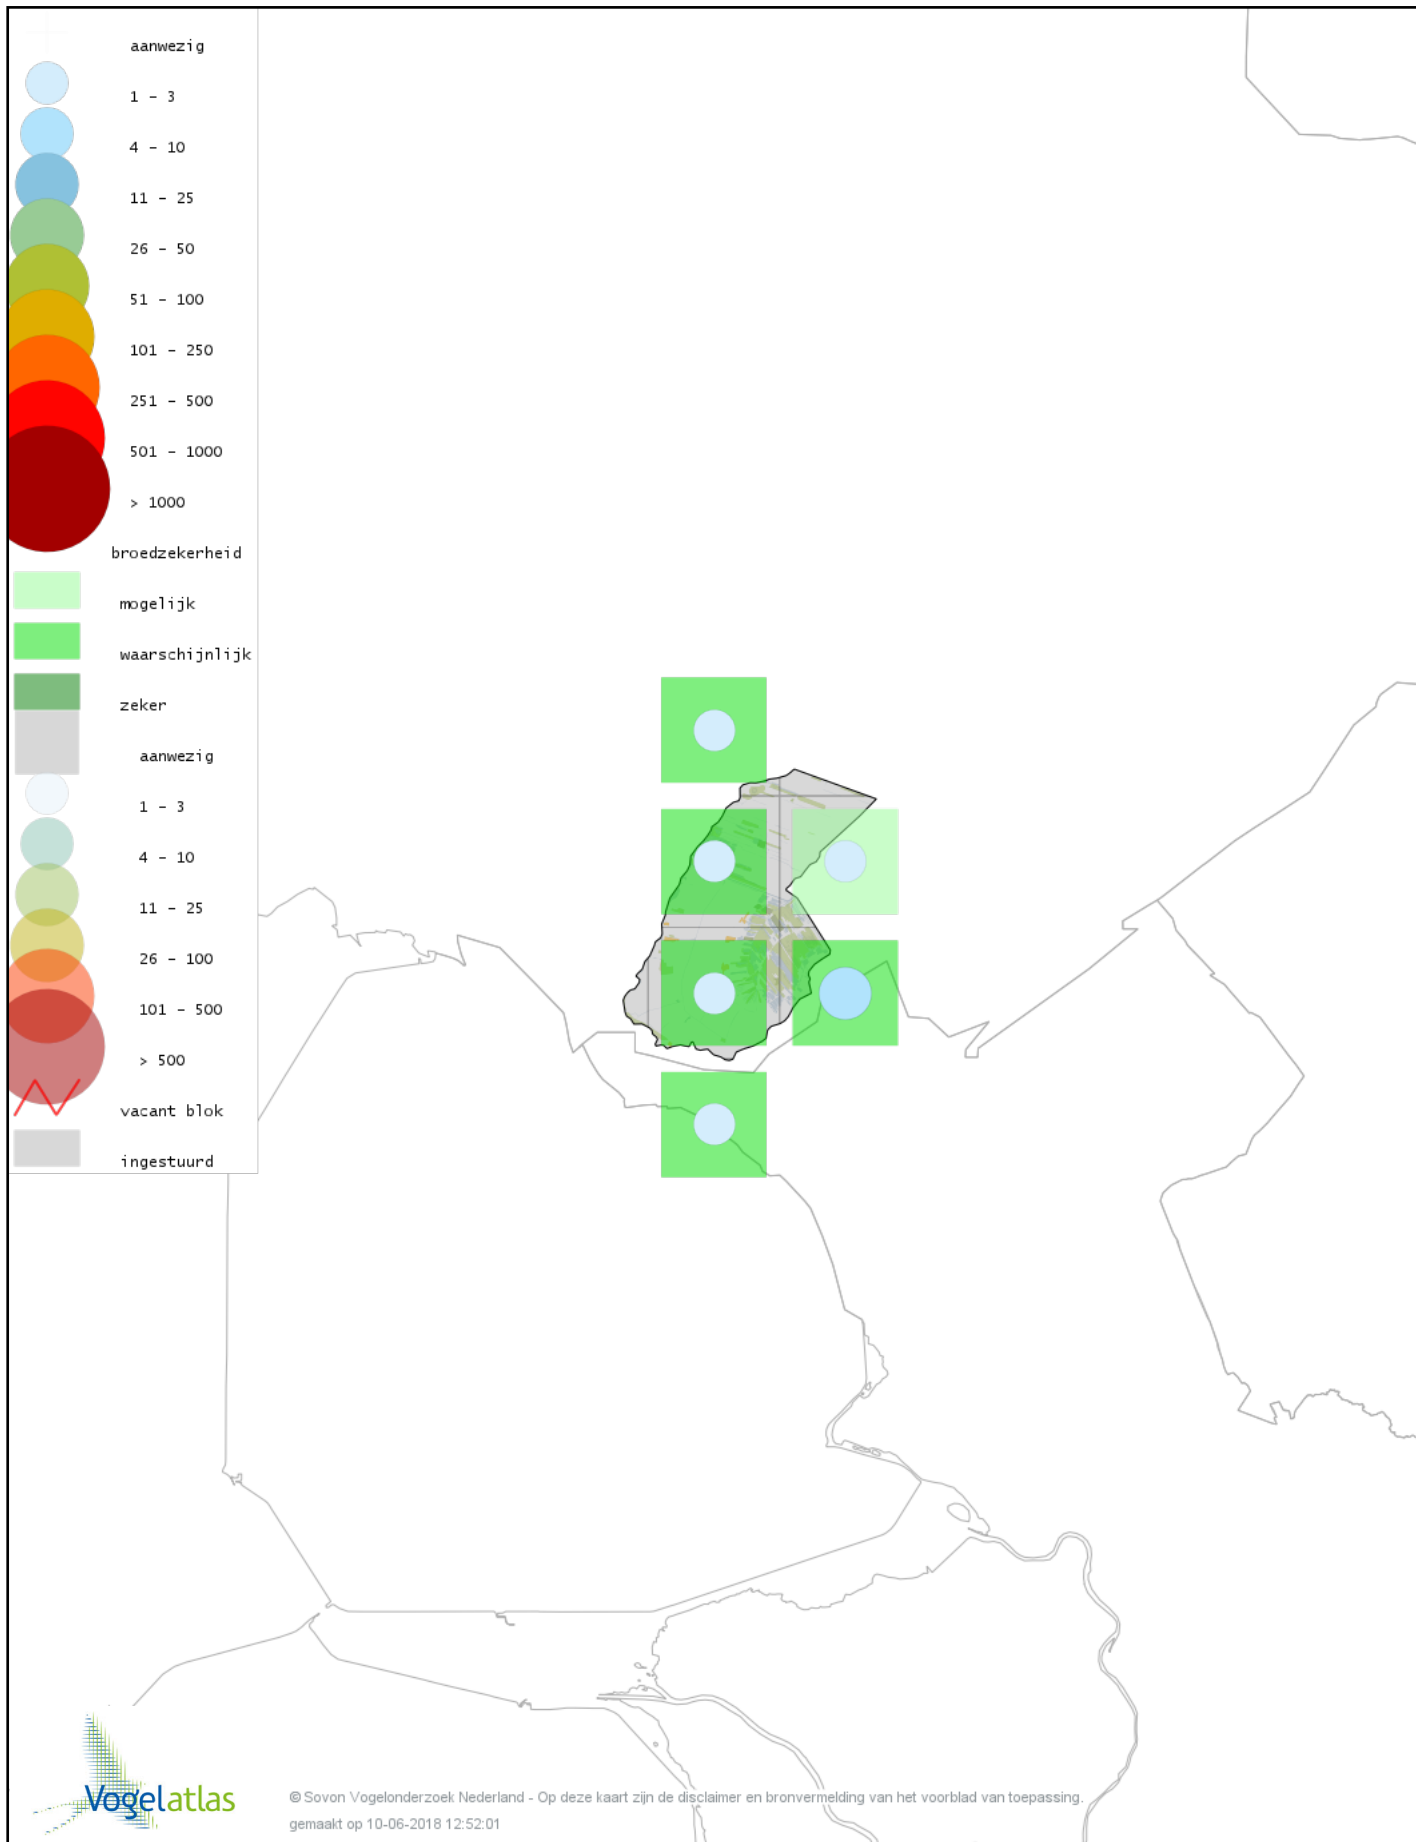 aanwezig
1 - 3
4 - 10
11 - 25
26 - 50
51 - 100
101 - 250
251 - 500
501 - 1000
> 1000
broedzekerheid
mogelijk
waarschijnlijk
zeker
aanwezig
1 - 3
4 - 10
11 - 25
26 - 100
101 - 500
> 500
vacant blok
ingestuurd
Vogelatlas
© Sovon Vogelonderzoek Nederland - Op deze kaart zijn de disclaimer en bronvermelding van het voorblad van toepassing.
gemaakt op 10-06-2018 12:52:01